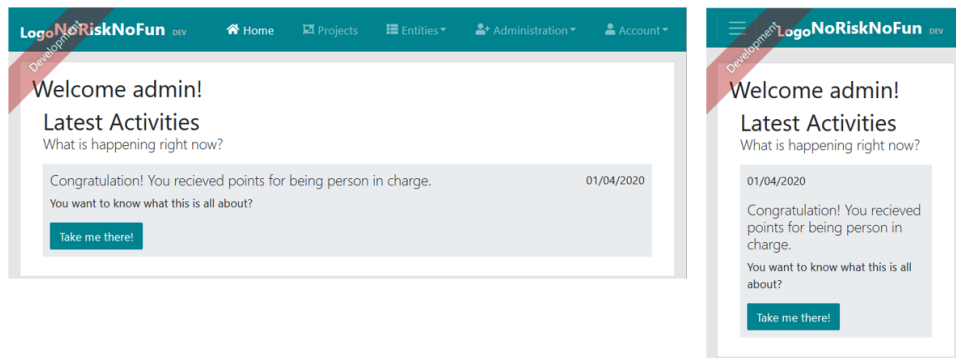 Development
LogoNoRiskNoFun DEV Home Projects Entities Administration Account
Welcome admin!
Latest Activities
What is happening right now?
Congratulation! You recieved points for being person in charge. 01/04/2020
You want to know what this is all about?
Take me there!
Development
LogoNoRiskNoFun DEV
Welcome admin!
Latest Activities
What is happening right now?
01/04/2020
Congratulation! You recieved
points for being person in
charge.
You want to know what this is all
about?
Take me there!